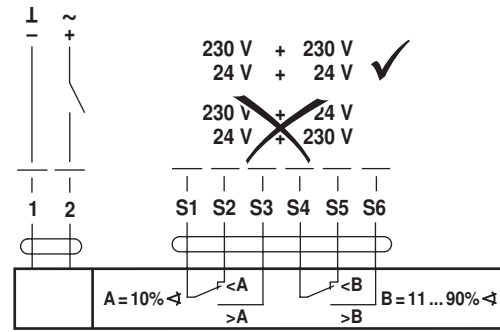 ⊥ ~
− +
230 V + 230 V
24 V + 24 V
230 V + 24 V
24 V + 230 V
1 2 S1 S2 S3 S4 S5 S6
<A <B
A = 10% ∢ B = 11 ... 90% ∢
>A >B